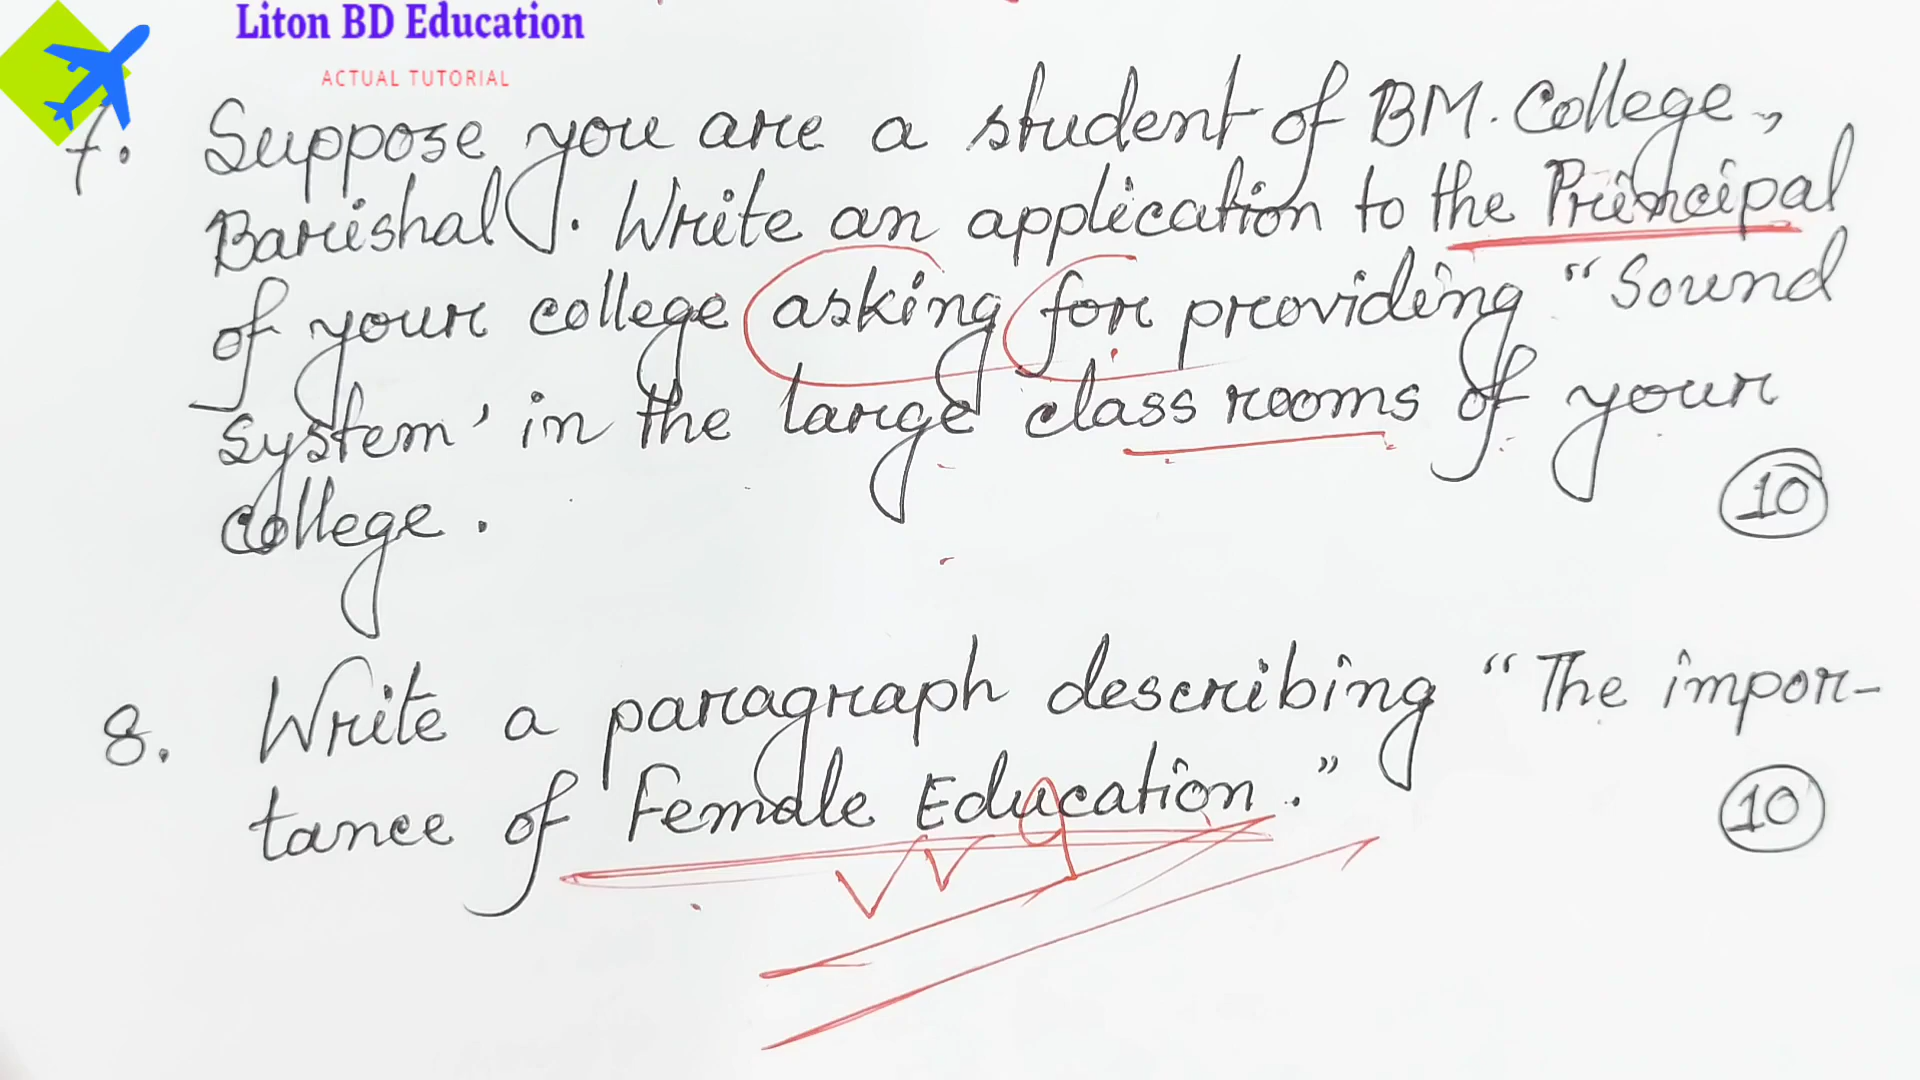 Liton BD Education
ACTUAL TUTORIAL
7. Suppose you are a student of BM. College,
Barishal. Write an application to the Principal
of your college asking for providing "Sound
System' in the large class rooms of your
college.
10
8. Write a paragraph describing "The impor-
tance of Female Education."
10